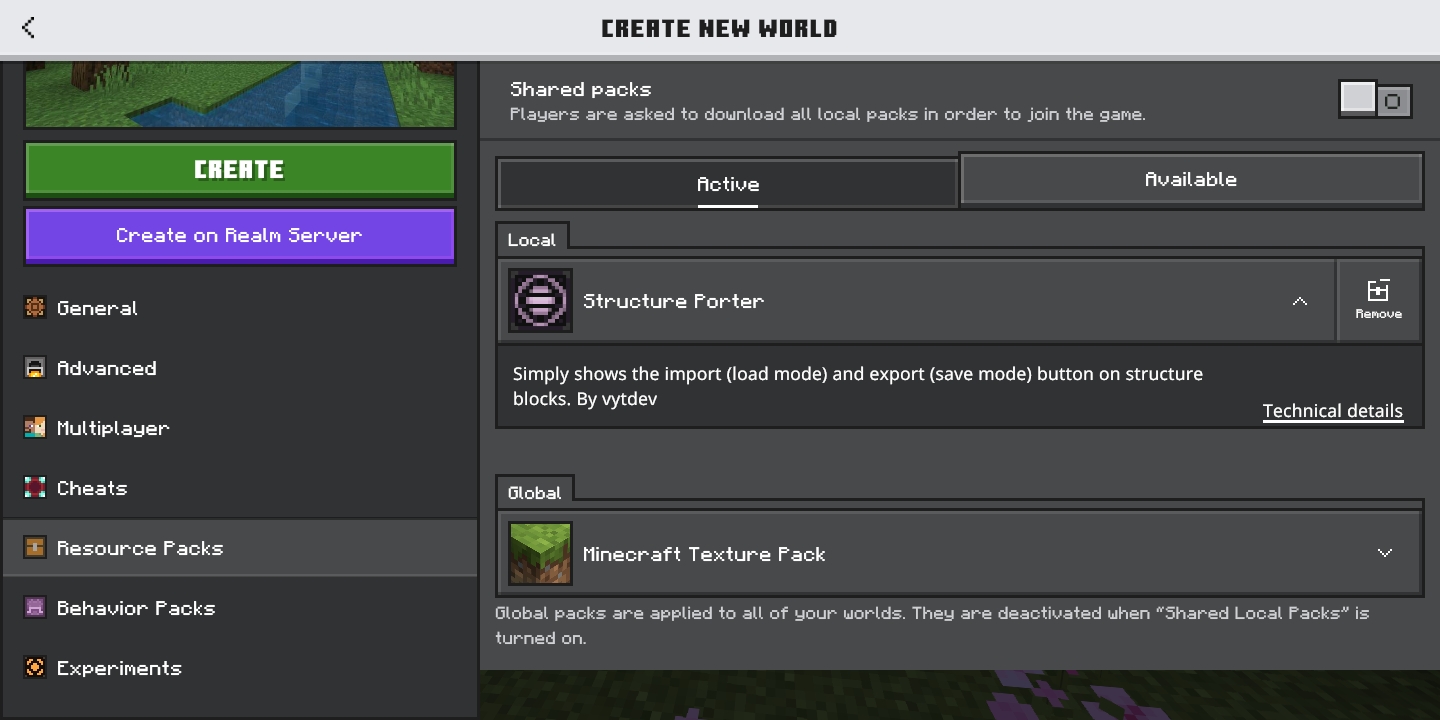 CREATE NEW WORLD
CREATE
Create on Realm Server
General
Advanced
Multiplayer
Cheats
Resource Packs
Behavior Packs
Experiments
Shared packs
Players are asked to download all local packs in order to join the game.
Active
Available
Local
Structure Porter
Remove
Simply shows the import (load mode) and export (save mode) button on structure
blocks. By vytdev
Technical details
Global
Minecraft Texture Pack
Global packs are applied to all of your worlds. They are deactivated when "Shared Local Packs" is
turned on.